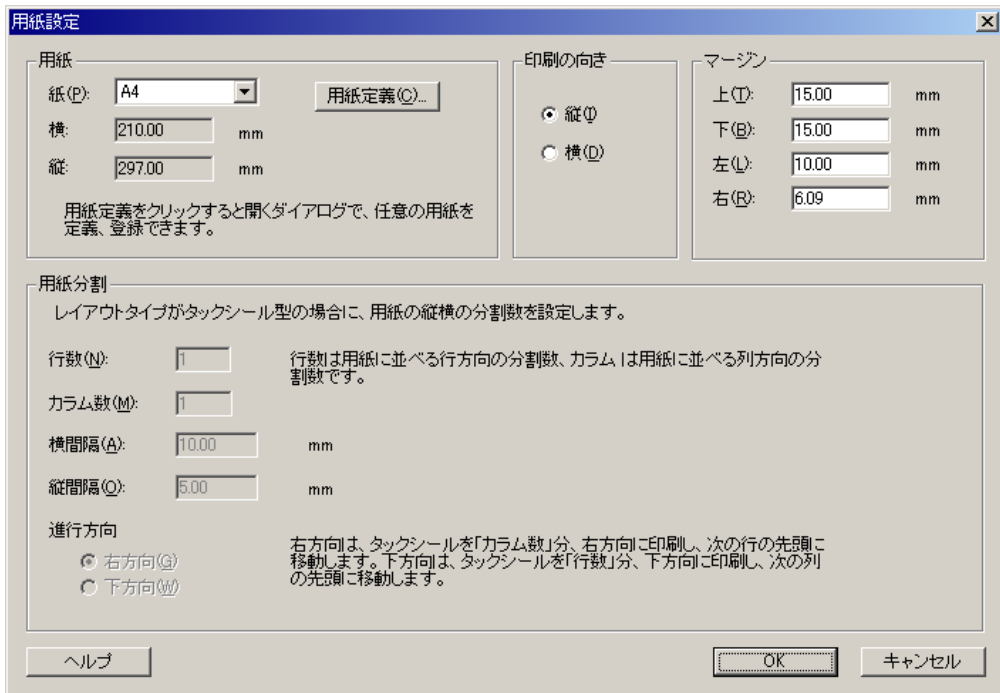 用紙設定
用紙
紙(P): A4 用紙定義(C)...
横: 210.00 mm
縦: 297.00 mm
用紙定義をクリックすると開くダイアログで、任意の用紙を
定義、登録できます。
印刷の向き
縦(I)
横(D)
マージン
上(T): 15.00 mm
下(B): 15.00 mm
左(L): 10.00 mm
右(R): 6.09 mm
用紙分割
レイアウトタイプがタックシール型の場合に、用紙の縦横の分割数を設定します。
行数(N): 1
行数は用紙に並べる行方向の分割数、カラム は用紙に並べる列方向の分
割数です。
カラム数(M): 1
横間隔(A): 10.00 mm
縦間隔(O): 5.00 mm
進行方向
右方向(G)
下方向(W)
右方向は、タックシールを「カラム数」分、右方向に印刷し、次の行の先頭に
移動します。下方向は、タックシールを「行数」分、下方向に印刷し、次の列
の先頭に移動します。
ヘルプ OK キャンセル